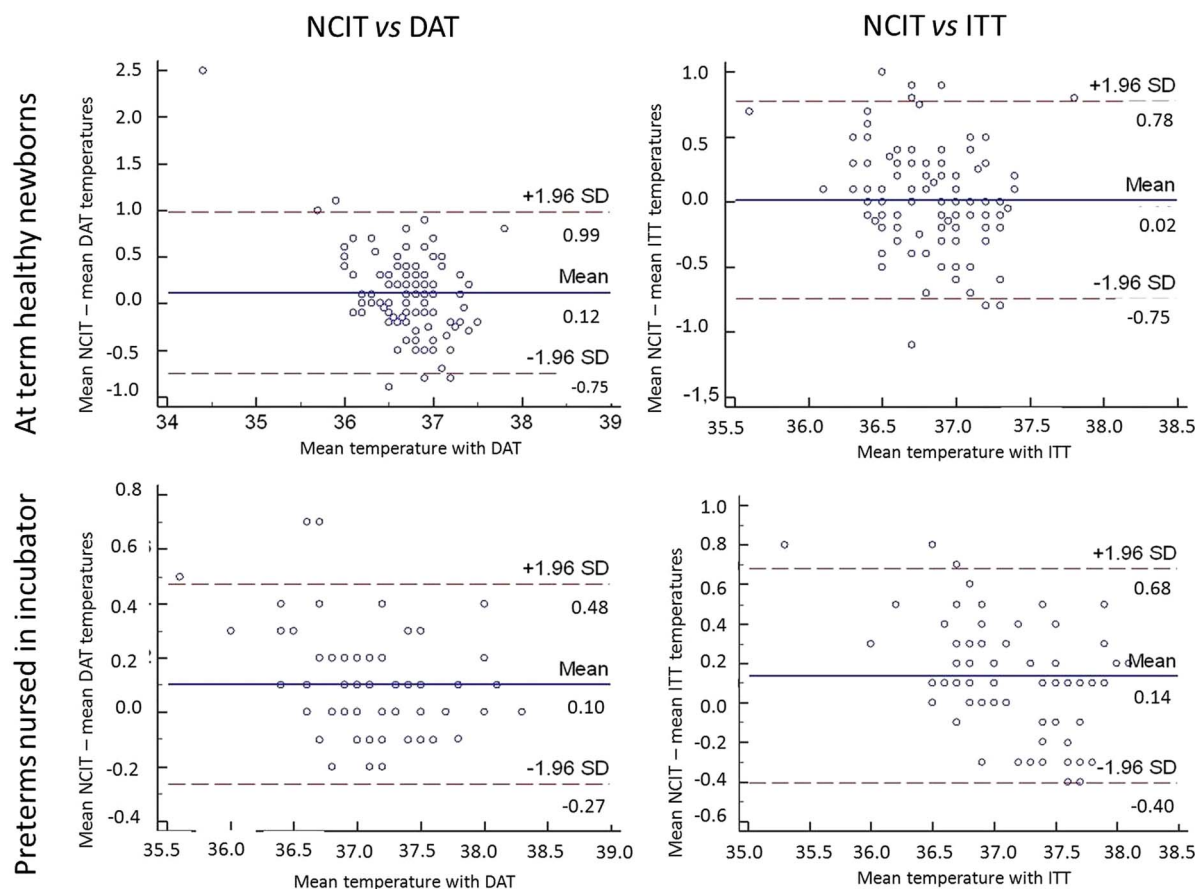 NCIT vs DAT
NCIT vs ITT
At term healthy newborns
Mean NCIT – mean DAT temperatures
2.5
2.0
1.5
1.0
0.5
0.0
-0.5
-1.0
+1.96 SD
0.99
Mean
0.12
-1.96 SD
-0.75
34 35 36 37 38 39
Mean temperature with DAT
Mean NCIT – mean ITT temperatures
1.0
0.5
0.0
-0.5
-1.0
-1,5
+1.96 SD
0.78
Mean
0.02
-1.96 SD
-0.75
35.5 36.0 36.5 37.0 37.5 38.0 38.5
Mean temperature with ITT
Preterms nursed in incubator
Mean NCIT – mean DAT temperatures
0.8
0.6
0.4
0.2
0.0
-0.2
-0.4
+1.96 SD
0.48
Mean
0.10
-1.96 SD
-0.27
35.5 36.0 36.5 37.0 37.5 38.0 38.5 39.0
Mean temperature with DAT
Mean NCIT – mean ITT temperatures
1.0
0.8
0.6
0.4
0.2
0.0
-0.2
-0.4
-0.6
+1.96 SD
0.68
Mean
0.14
-1.96 SD
-0.40
35.0 35.5 36.0 36.5 37.0 37.5 38.0 38.5
Mean temperature with ITT